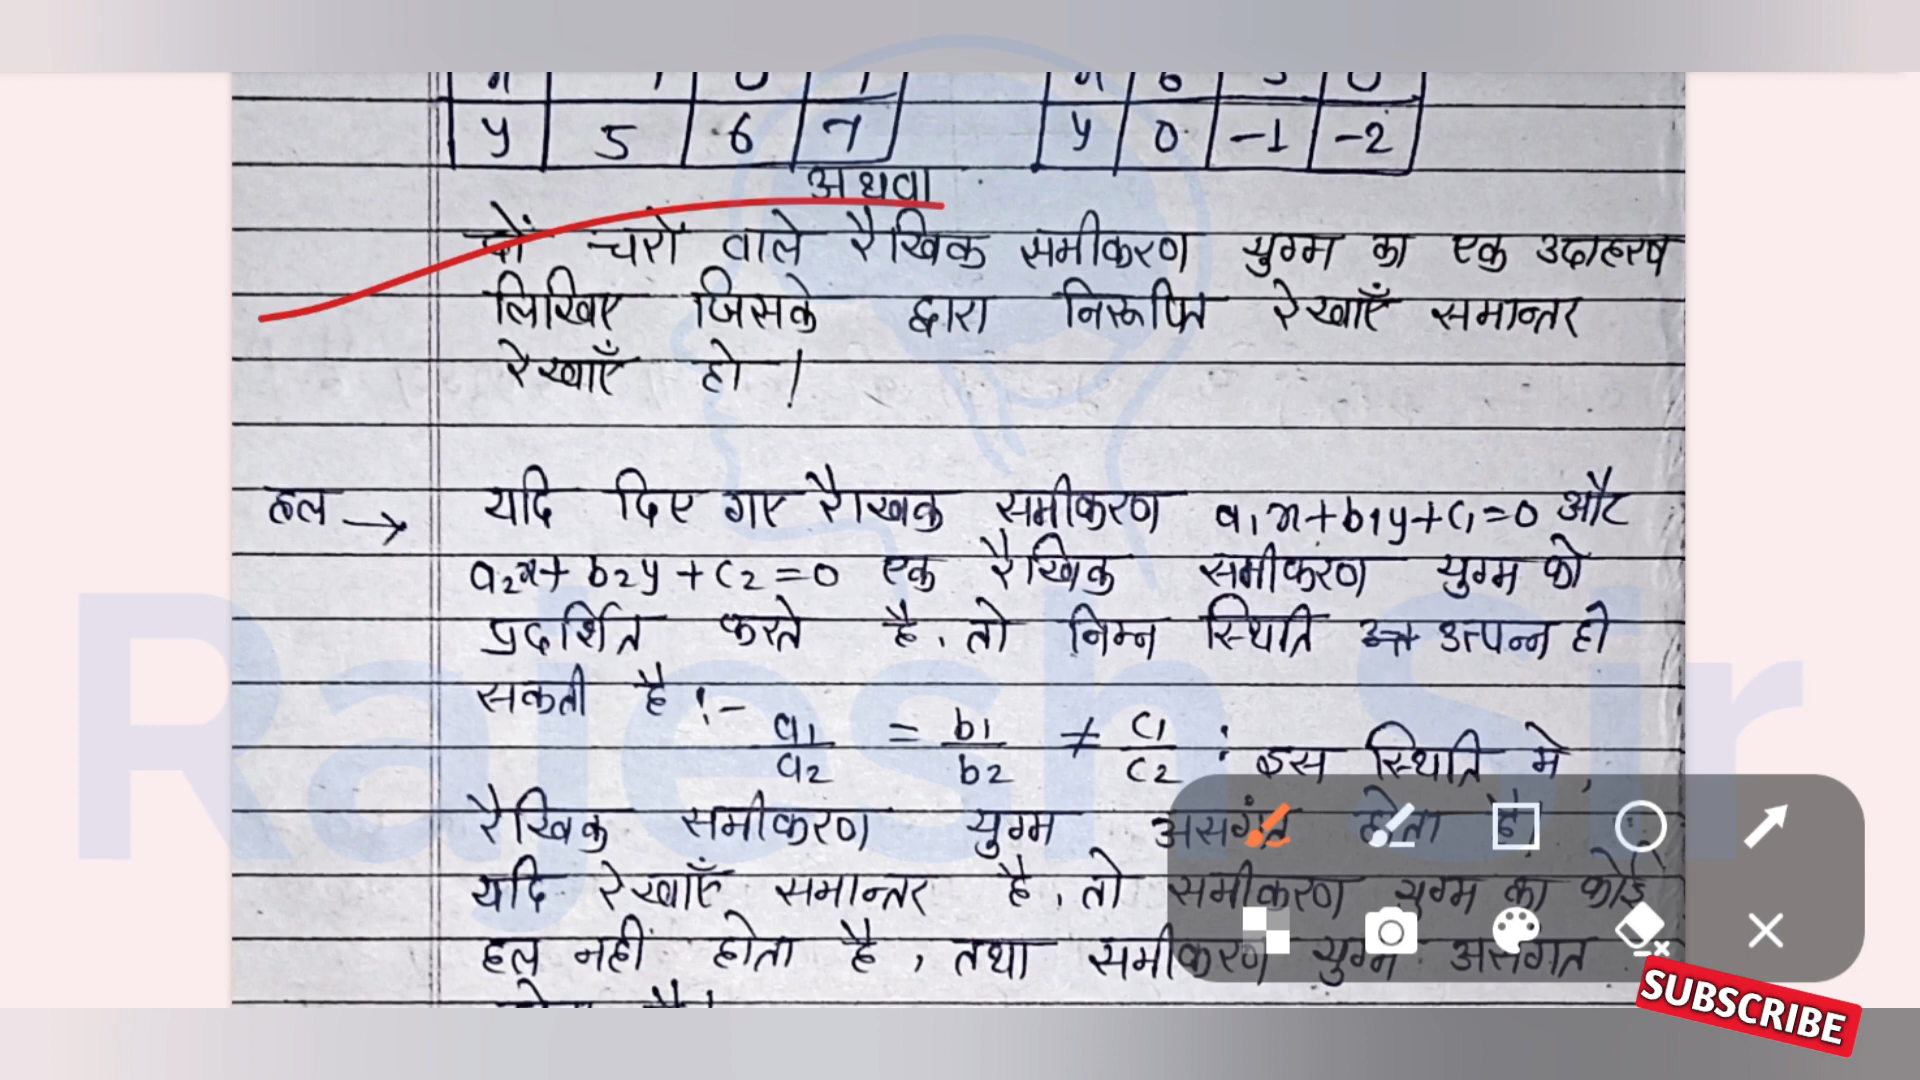 y 5 6 7
y 0 -1 -2
अथवा
दों चरों वाले रैखिक समीकरण युग्म का एक उदाहरण
लिखिए जिसके द्वारा निरूपित रेखाएँ समान्तर
रेखाएँ हो।
हल → यदि दिए गए रैखिक समीकरण a₁x+b₁y+c₁=0 और
a₂x+b₂y+c₂=0 एक रैखिक समीकरण युग्म को
प्रदर्शित करते है, तो निम्न स्थिति उत्पन्न हो
सकती है :-
a₁/a₂ = b₁/b₂ ≠ c₁/c₂ : इस स्थिति मे,
रैखिक समीकरण युग्म असगंत होता है।
यदि रेखाएँ समान्तर है, तो समीकरण युग्म का कोई
हल नही होता है, तथा समीकरण युग्म असंगत
Rajesh Sir
SUBSCRIBE